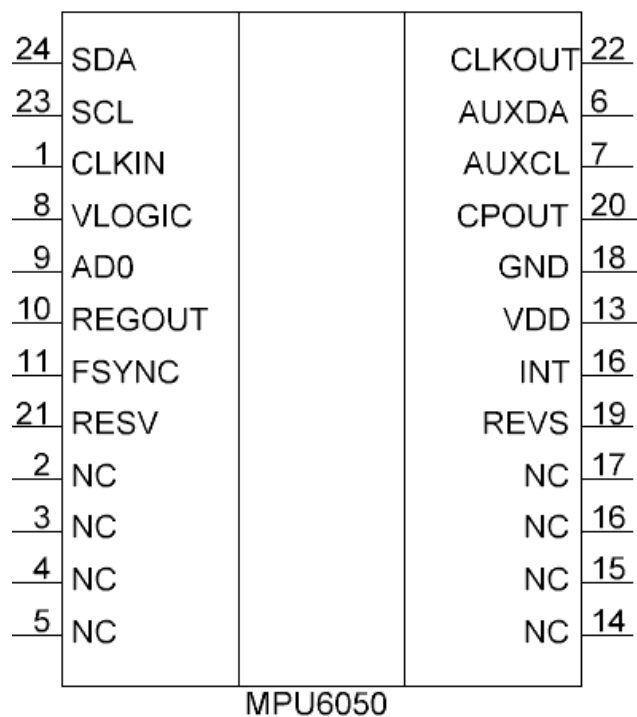 24 SDA CLKOUT 22
23 SCL AUXDA 6
1 CLKIN AUXCL 7
8 VLOGIC CPOUT 20
9 AD0 GND 18
10 REGOUT VDD 13
11 FSYNC INT 16
21 RESV REVS 19
2 NC NC 17
3 NC NC 16
4 NC NC 15
5 NC NC 14
MPU6050